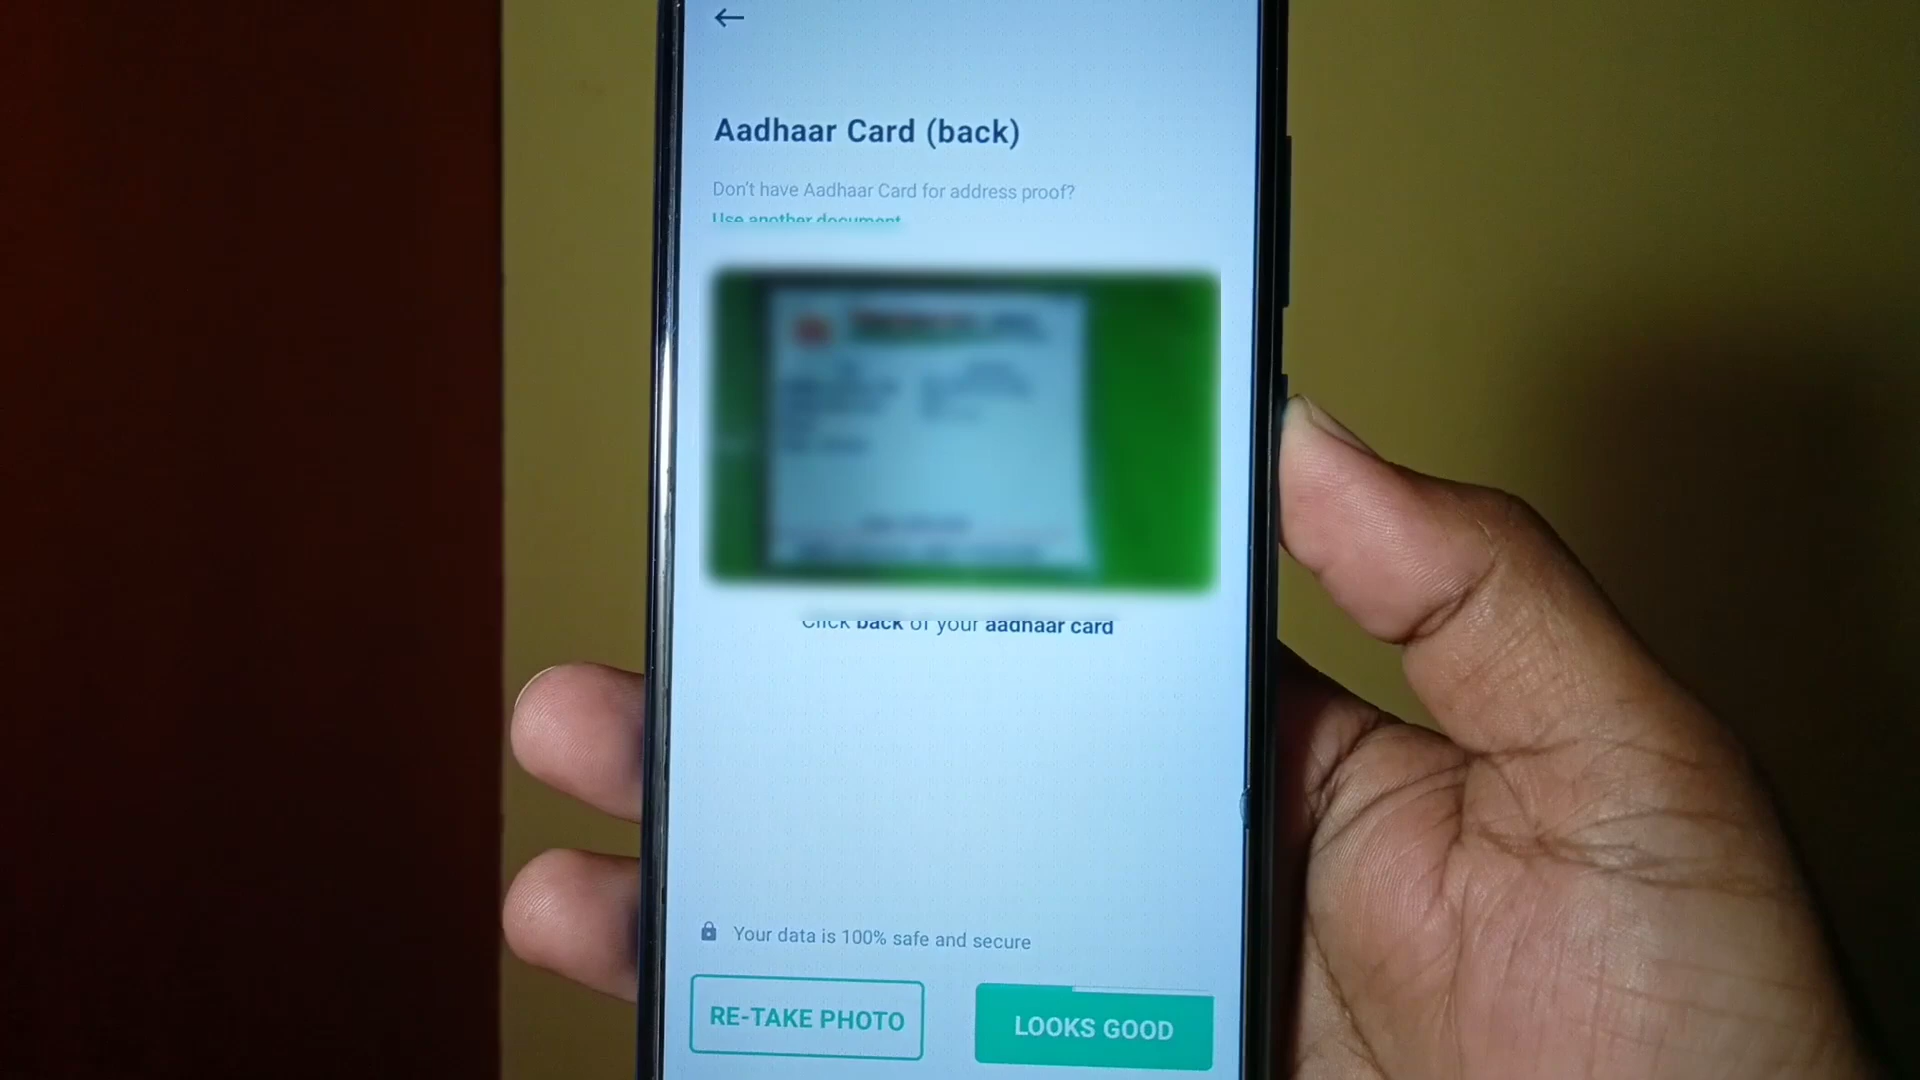 Aadhaar Card (back)
Don't have Aadhaar Card for address proof?
Use another document
Click back of your aadhaar card
Your data is 100% safe and secure
RE-TAKE PHOTO
LOOKS GOOD